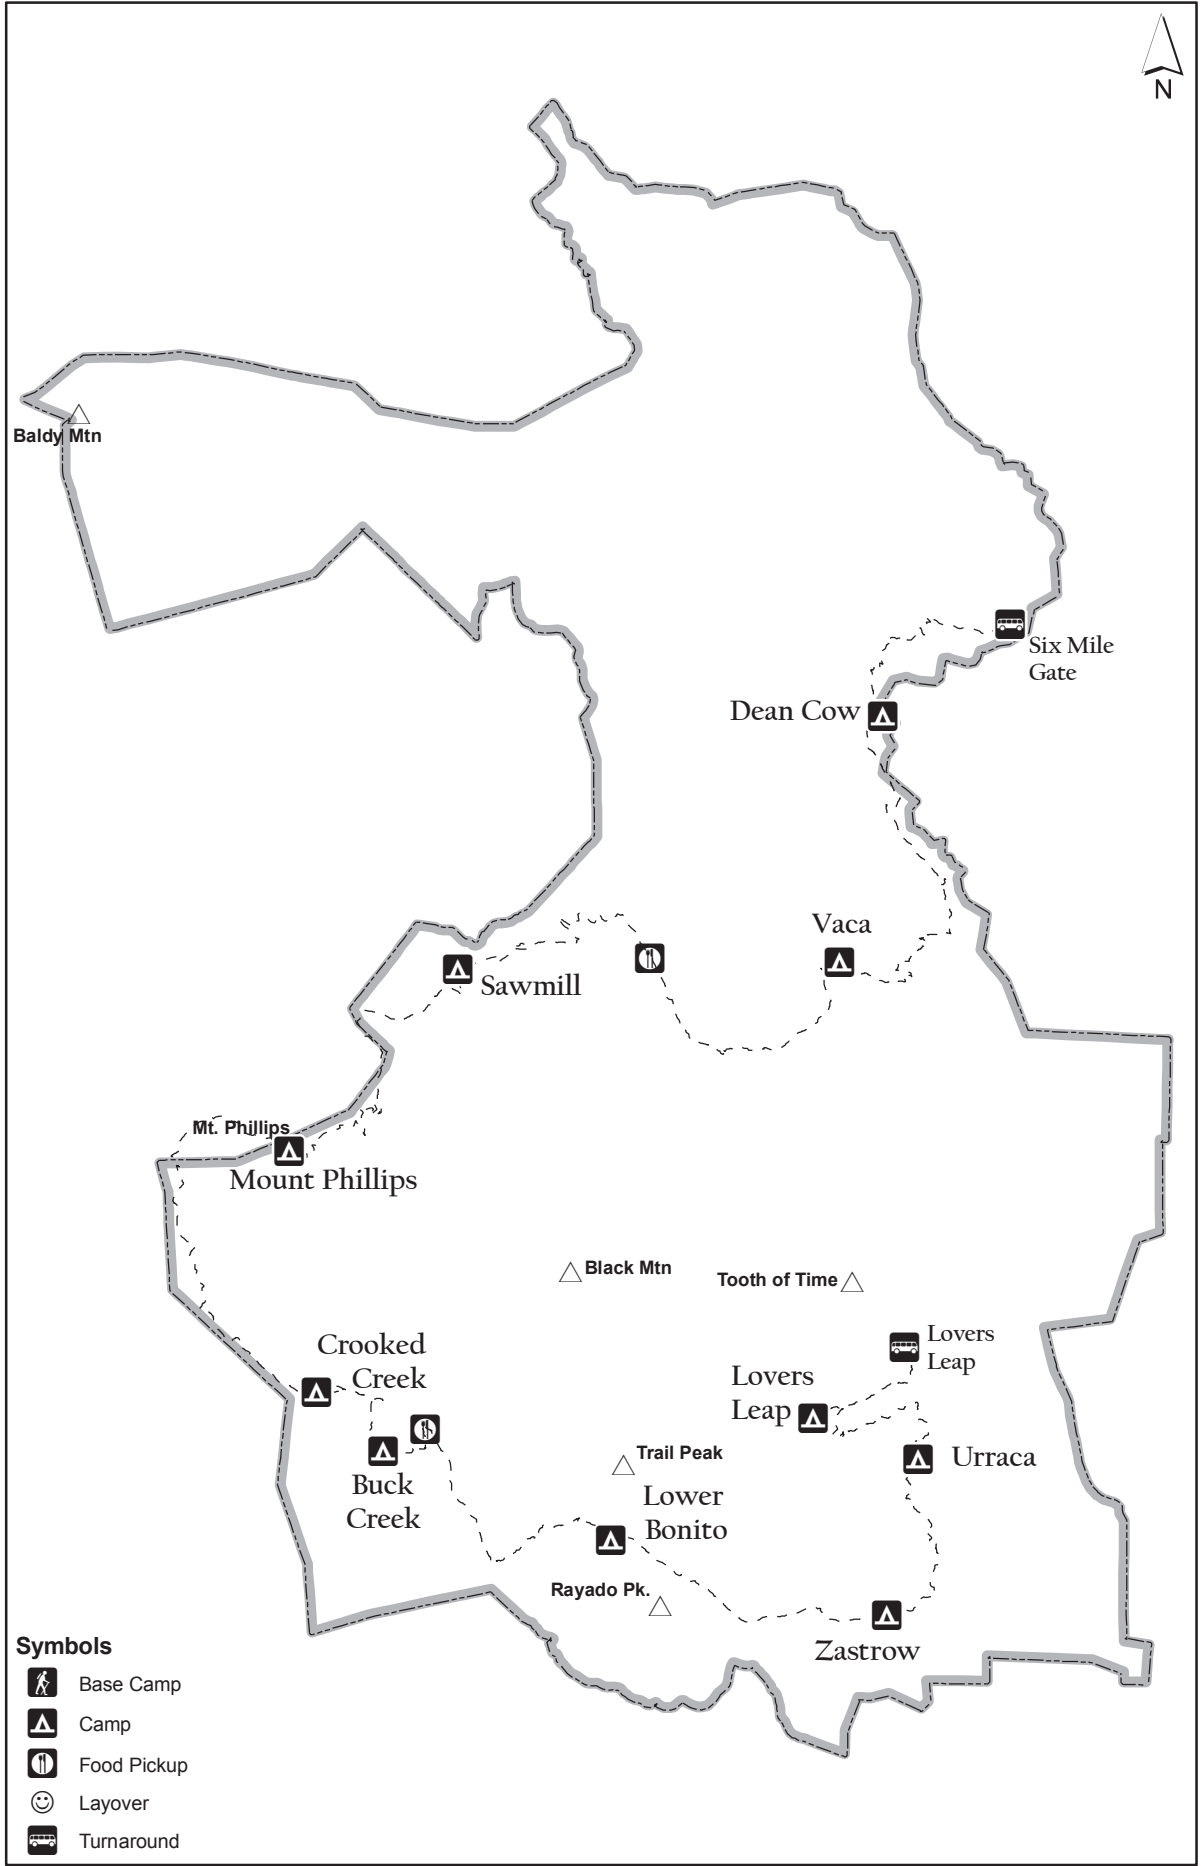 N
Baldy Mtn
Six Mile
Gate
Dean Cow
Vaca
Sawmill
Mt. Phillips
Mount Phillips
Black Mtn
Tooth of Time
Crooked
Creek
Lovers
Leap
Lovers
Leap
Buck
Creek
Trail Peak
Urraca
Lower
Bonito
Rayado Pk.
Zastrow
Symbols
Base Camp
Camp
Food Pickup
Layover
Turnaround